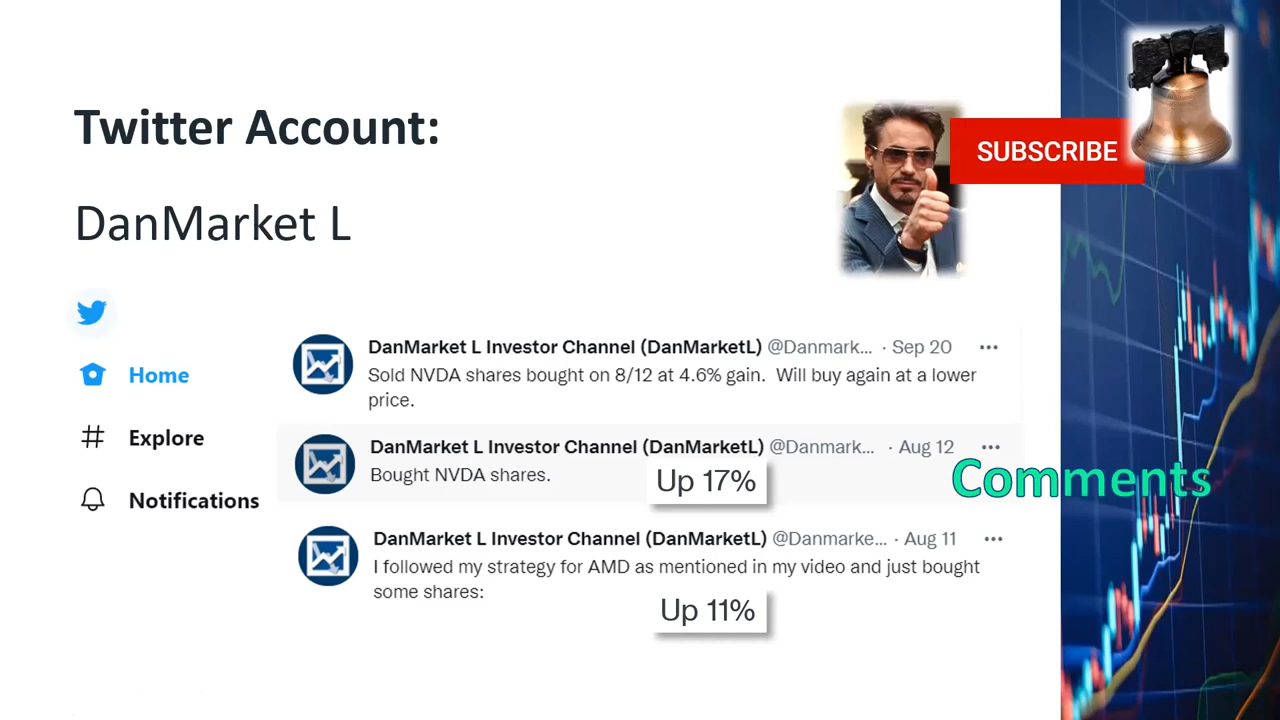 Twitter Account:
SUBSCRIBE
DanMarket L
DanMarket L Investor Channel (DanMarketL) @Danmark... · Sep 20 •••
Sold NVDA shares bought on 8/12 at 4.6% gain. Will buy again at a lower
price.
Home
Explore
Notifications
DanMarket L Investor Channel (DanMarketL) @Danmark... · Aug 12 •••
Bought NVDA shares.
Up 17%
Comments
DanMarket L Investor Channel (DanMarketL) @Danmarke... · Aug 11 •••
I followed my strategy for AMD as mentioned in my video and just bought
some shares:
Up 11%